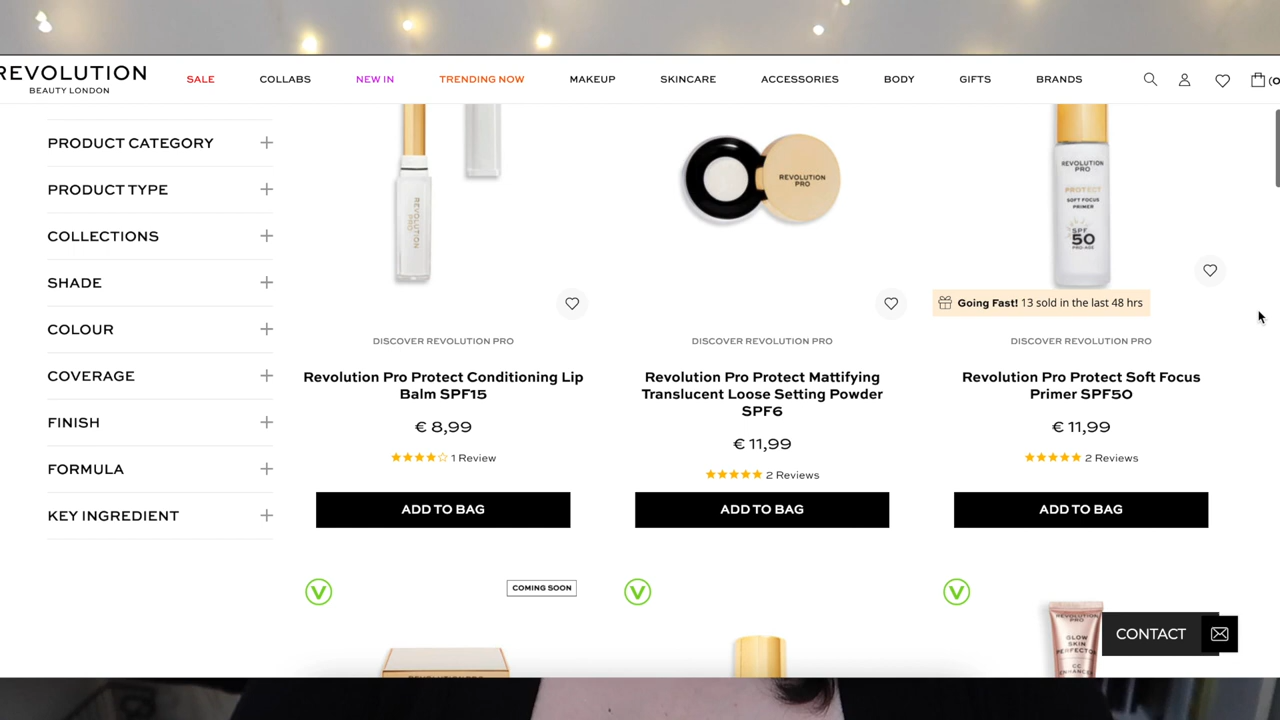 REVOLUTION
BEAUTY LONDON
SALE
COLLABS
NEW IN
TRENDING NOW
MAKEUP
SKINCARE
ACCESSORIES
BODY
GIFTS
BRANDS
PRODUCT CATEGORY
PRODUCT TYPE
COLLECTIONS
SHADE
COLOUR
COVERAGE
FINISH
FORMULA
KEY INGREDIENT
REVOLUTION
PRO
REVOLUTION
PRO
REVOLUTION
PRO
PROTECT
SOFT FOCUS
PRIMER
SPF
50
PRO-AGE
Going Fast! 13 sold in the last 48 hrs
DISCOVER REVOLUTION PRO
Revolution Pro Protect Conditioning Lip
Balm SPF15
€ 8,99
1 Review
ADD TO BAG
DISCOVER REVOLUTION PRO
Revolution Pro Protect Mattifying
Translucent Loose Setting Powder
SPF6
€ 11,99
2 Reviews
ADD TO BAG
DISCOVER REVOLUTION PRO
Revolution Pro Protect Soft Focus
Primer SPF50
€ 11,99
2 Reviews
ADD TO BAG
V
COMING SOON
V
V
REVOLUTION
PRO
GLOW
SKIN
PERFECTOR
CC
CONTACT